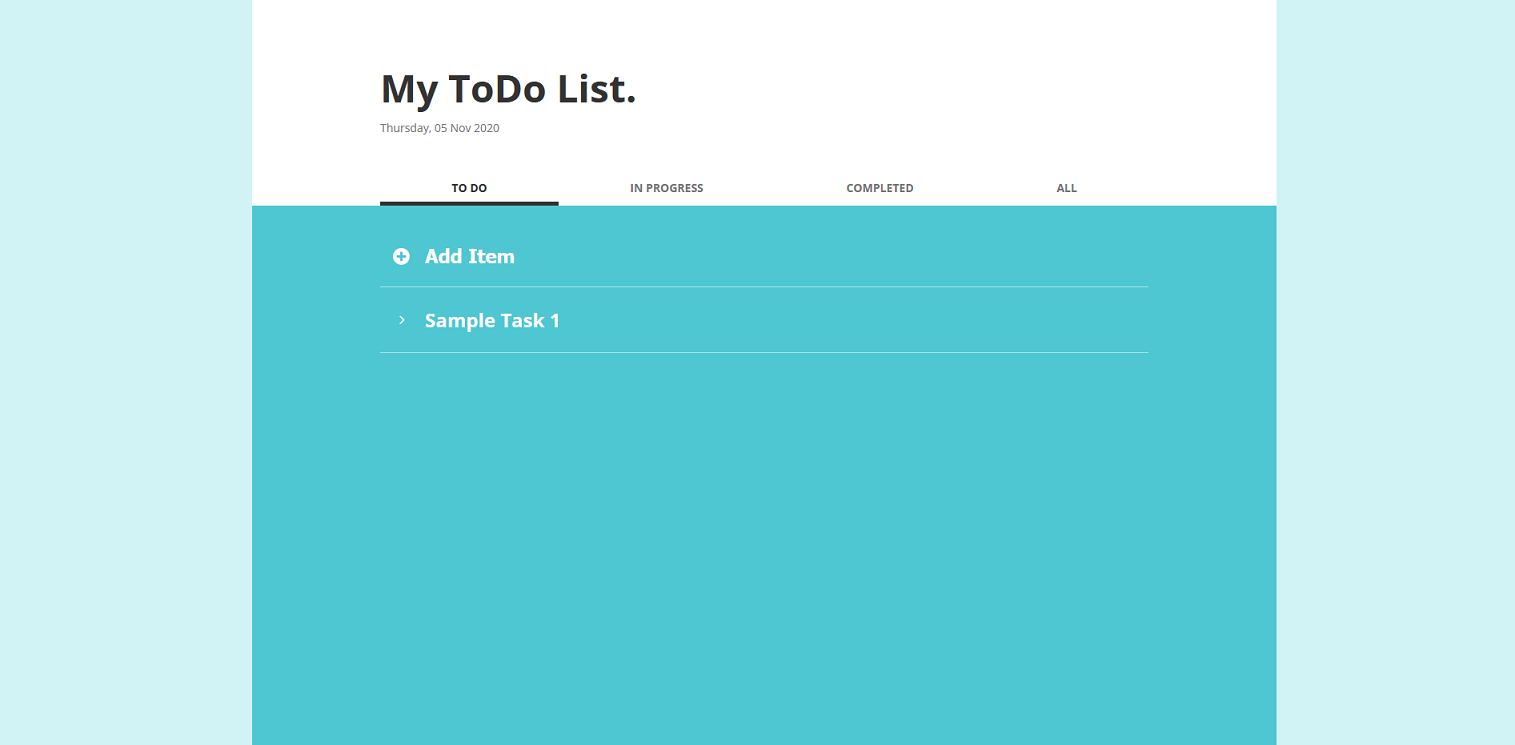 My ToDo List.
Thursday, 05 Nov 2020
TO DO IN PROGRESS COMPLETED ALL
Add Item
Sample Task 1